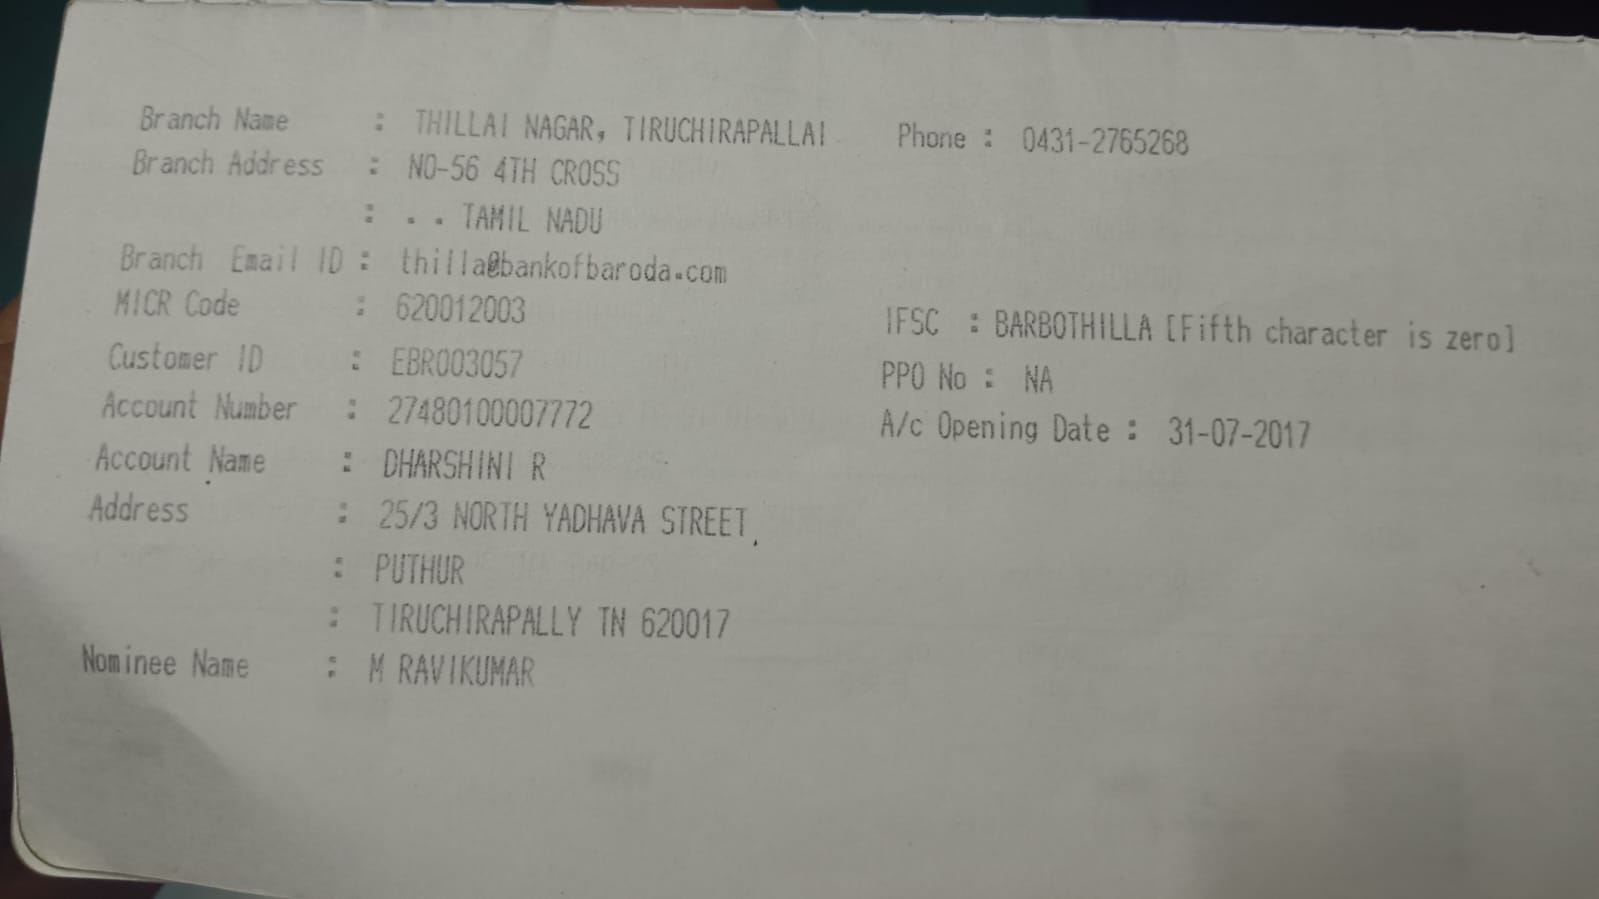 Branch Name : THILLAI NAGAR, TIRUCHIRAPALLAI Phone : 0431-2765268
Branch Address : NO-56 4TH CROSS
: . . TAMIL NADU
Branch Email ID : thilla@bankofbaroda.com
MICR Code : 620012003 IFSC : BARB0THILLA [Fifth character is zero]
Customer ID : EBR003057 PPO No : NA
Account Number : 27480100007772 A/c Opening Date : 31-07-2017
Account Name : DHARSHINI R
Address : 25/3 NORTH YADHAVA STREET
: PUTHUR
: TIRUCHIRAPALLY TN 620017
Nominee Name : M RAVIKUMAR